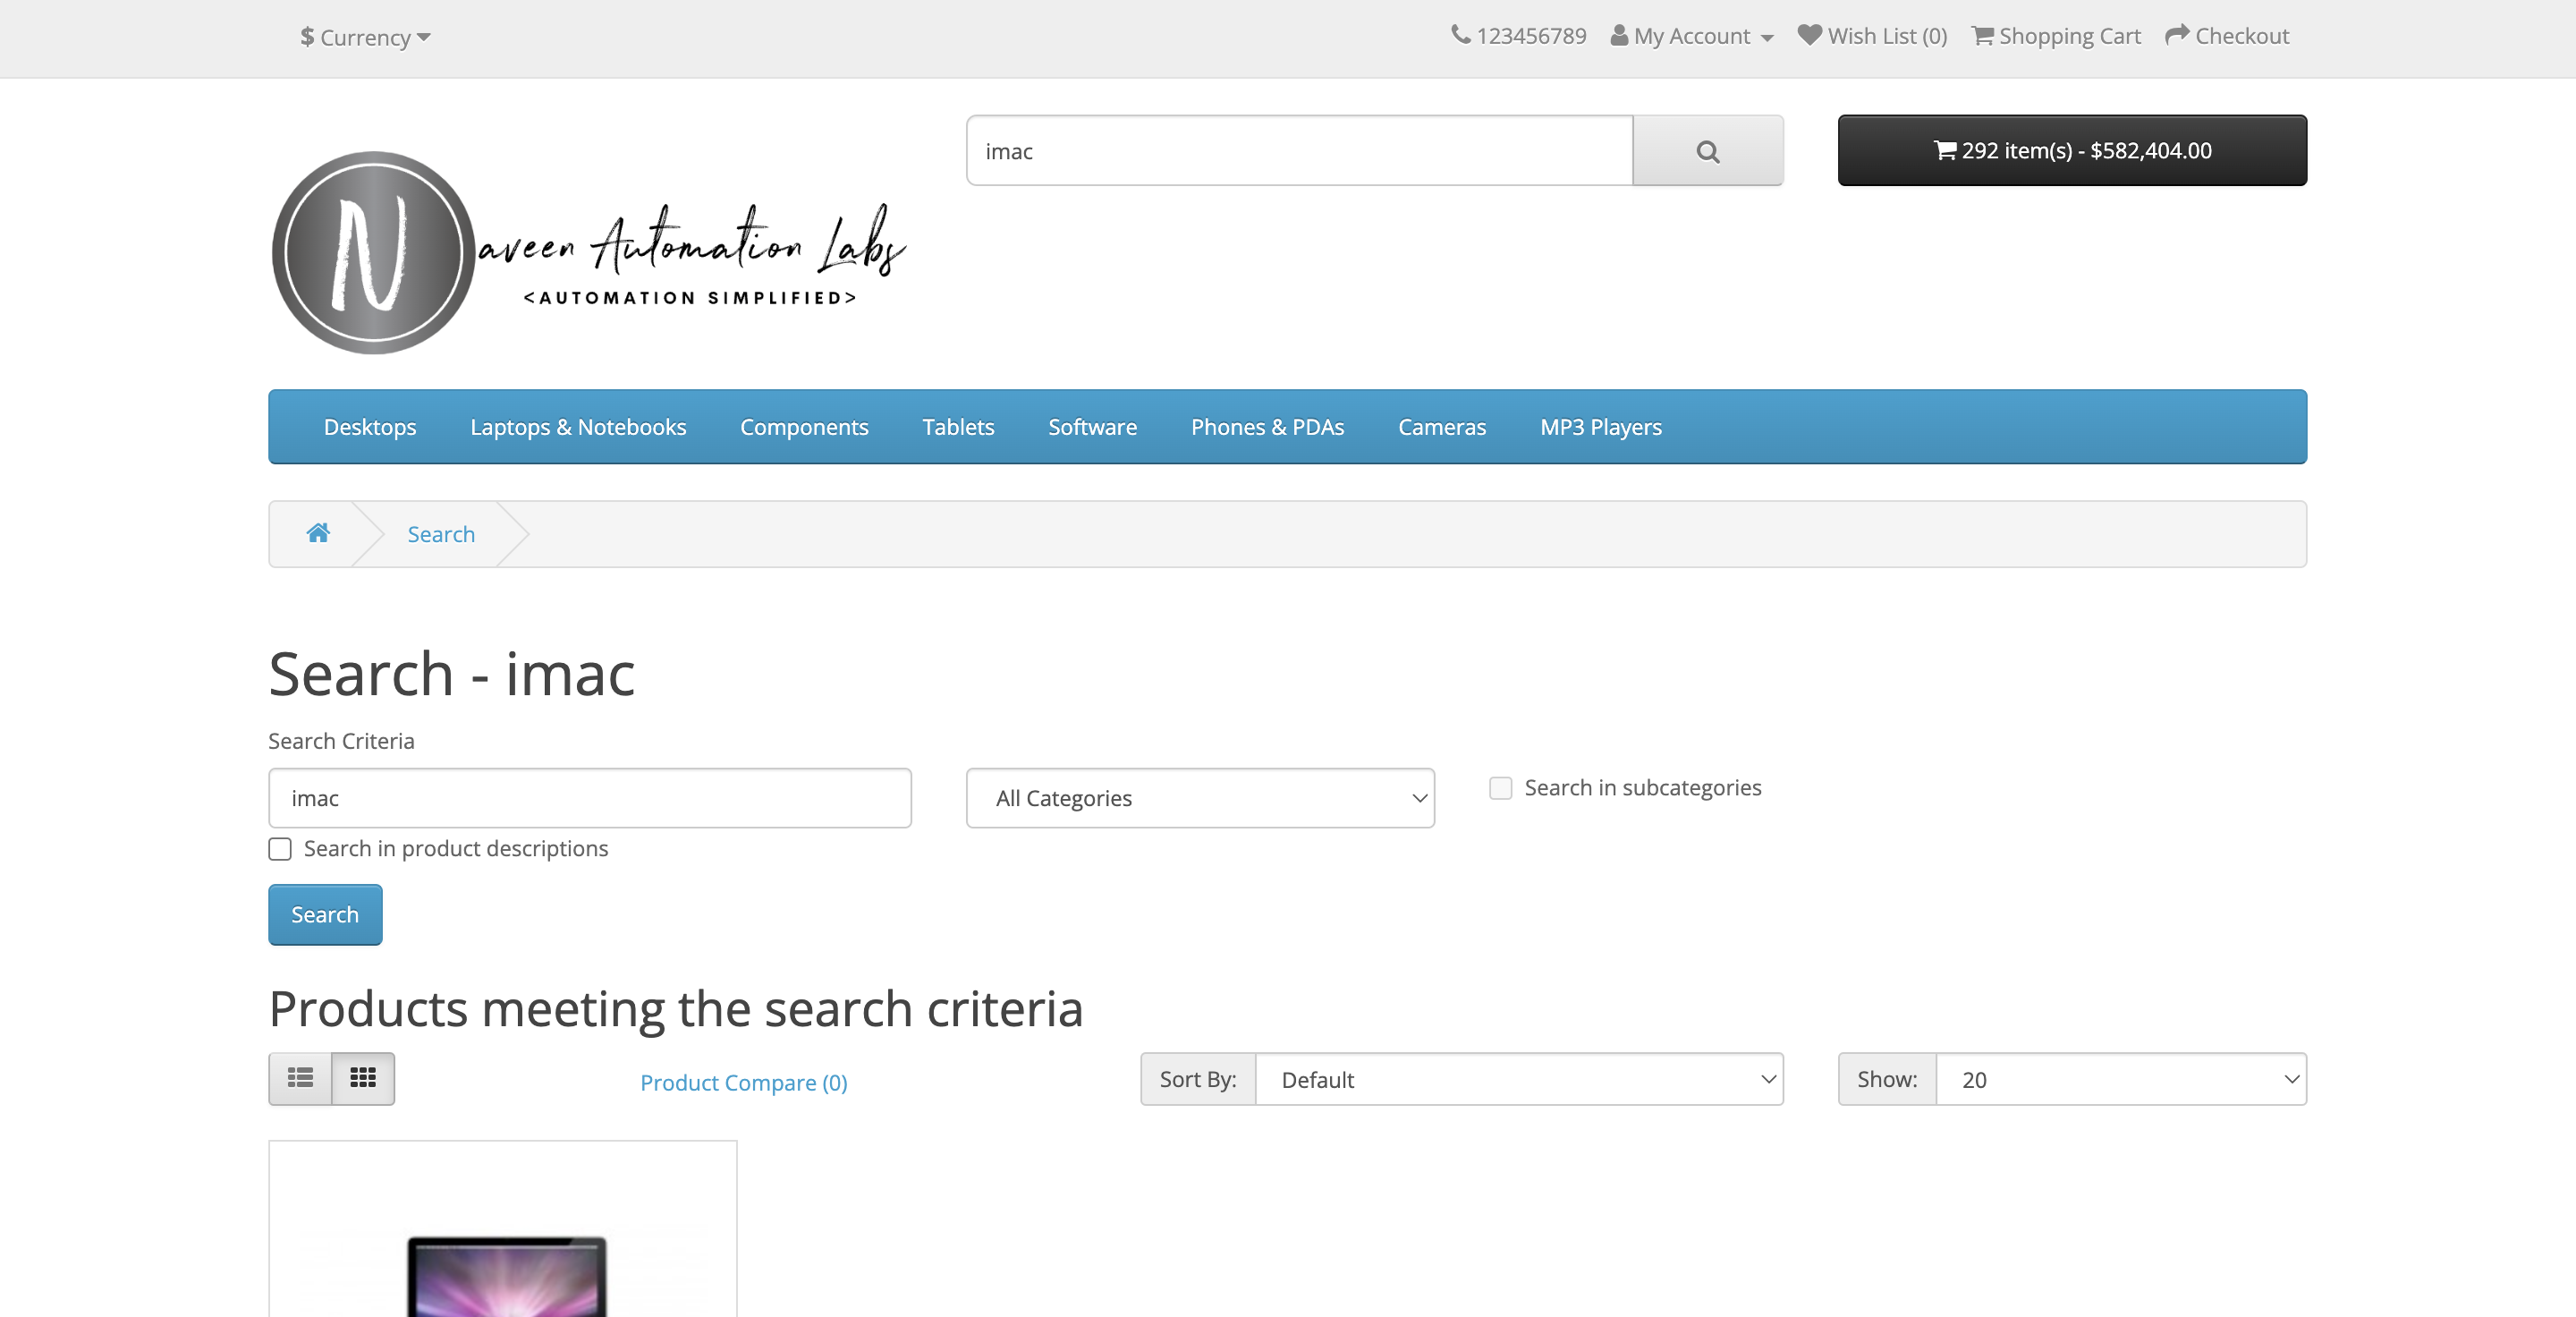 $ Currency
123456789 My Account Wish List (0) Shopping Cart Checkout
imac
292 item(s) - $582,404.00
Naveen Automation Labs
<AUTOMATION SIMPLIFIED>
Desktops Laptops & Notebooks Components Tablets Software Phones & PDAs Cameras MP3 Players
Search
Search - imac
Search Criteria
imac
All Categories
Search in subcategories
Search in product descriptions
Search
Products meeting the search criteria
Product Compare (0)
Sort By: Default
Show: 20